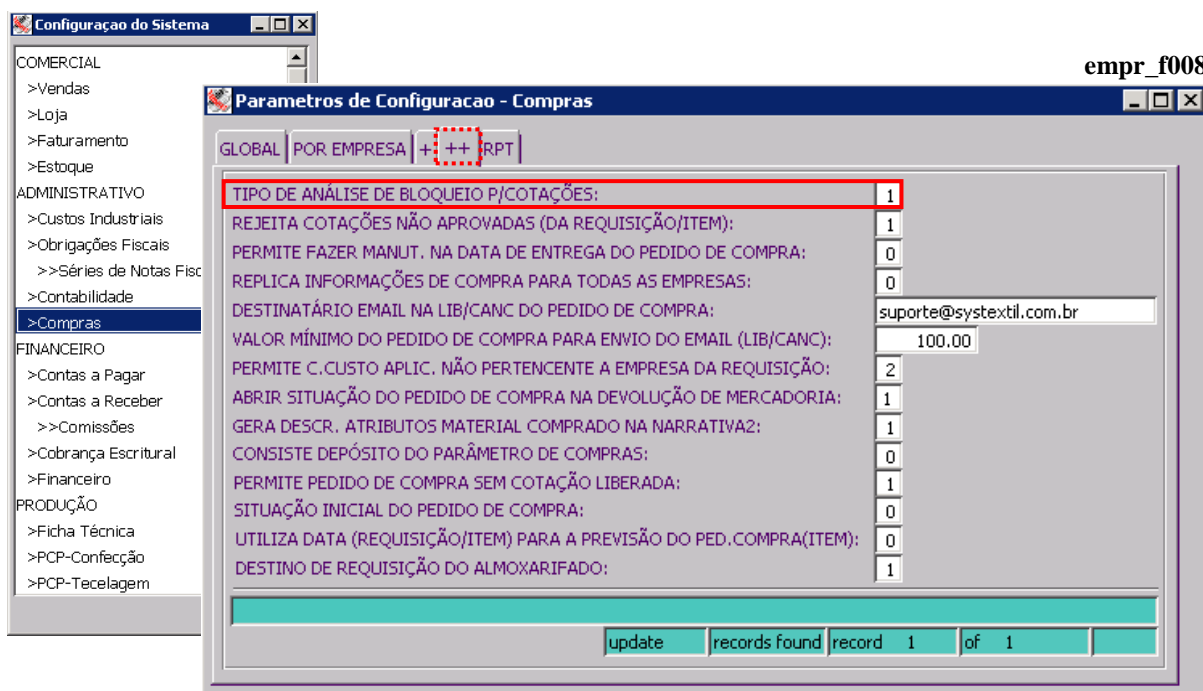 Configuraçao do Sistema
COMERCIAL
>Vendas
>Loja
>Faturamento
>Estoque
ADMINISTRATIVO
>Custos Industriais
>Obrigações Fiscais
>>Séries de Notas Fisc
>Contabilidade
>Compras
FINANCEIRO
>Contas a Pagar
>Contas a Receber
>>Comissões
>Cobrança Escritural
>Financeiro
PRODUÇÃO
>Ficha Técnica
>PCP-Confecção
>PCP-Tecelagem
empr_f008
Parametros de Configuracao - Compras
GLOBAL POR EMPRESA + ++ RPT
TIPO DE ANÁLISE DE BLOQUEIO P/COTAÇÕES: 1
REJEITA COTAÇÕES NÃO APROVADAS (DA REQUISIÇÃO/ITEM): 1
PERMITE FAZER MANUT. NA DATA DE ENTREGA DO PEDIDO DE COMPRA: 0
REPLICA INFORMAÇÕES DE COMPRA PARA TODAS AS EMPRESAS: 0
DESTINATÁRIO EMAIL NA LIB/CANC DO PEDIDO DE COMPRA: suporte@systextil.com.br
VALOR MÍNIMO DO PEDIDO DE COMPRA PARA ENVIO DO EMAIL (LIB/CANC): 100.00
PERMITE C.CUSTO APLIC. NÃO PERTENCENTE A EMPRESA DA REQUISIÇÃO: 2
ABRIR SITUAÇÃO DO PEDIDO DE COMPRA NA DEVOLUÇÃO DE MERCADORIA: 1
GERA DESCR. ATRIBUTOS MATERIAL COMPRADO NA NARRATIVA2: 1
CONSISTE DEPÓSITO DO PARÂMETRO DE COMPRAS: 0
PERMITE PEDIDO DE COMPRA SEM COTAÇÃO LIBERADA: 1
SITUAÇÃO INICIAL DO PEDIDO DE COMPRA: 0
UTILIZA DATA (REQUISIÇÃO/ITEM) PARA A PREVISÃO DO PED.COMPRA(ITEM): 0
DESTINO DE REQUISIÇÃO DO ALMOXARIFADO: 1
update records found record 1 of 1